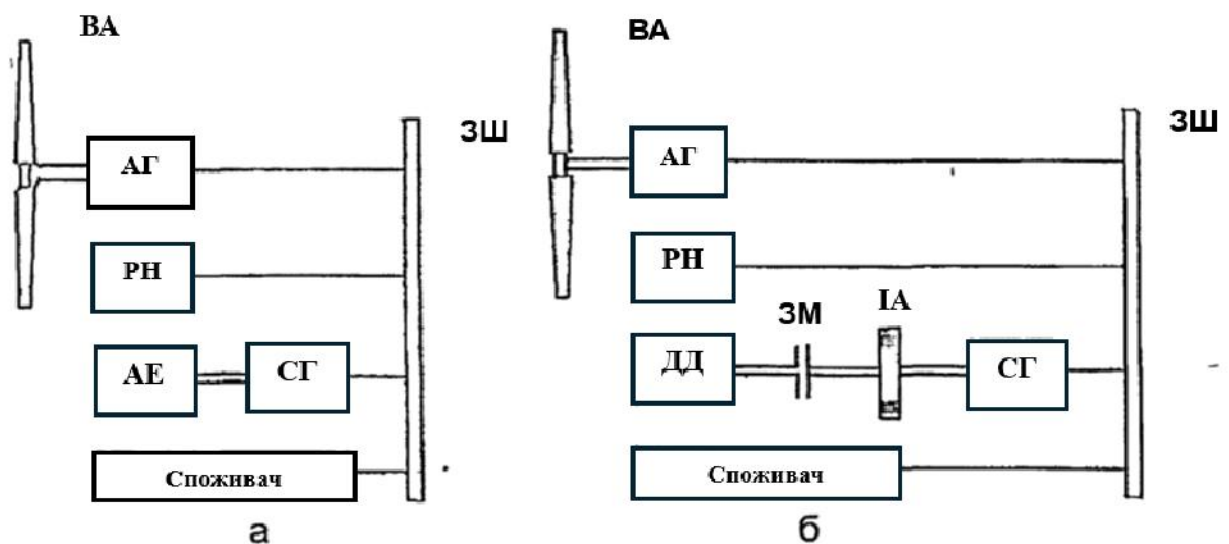 ВА
ЗШ
АГ
РН
АЕ
СГ
Споживач
а
ВА
ЗШ
АГ
РН
ЗМ
ІА
ДД
СГ
Споживач
б